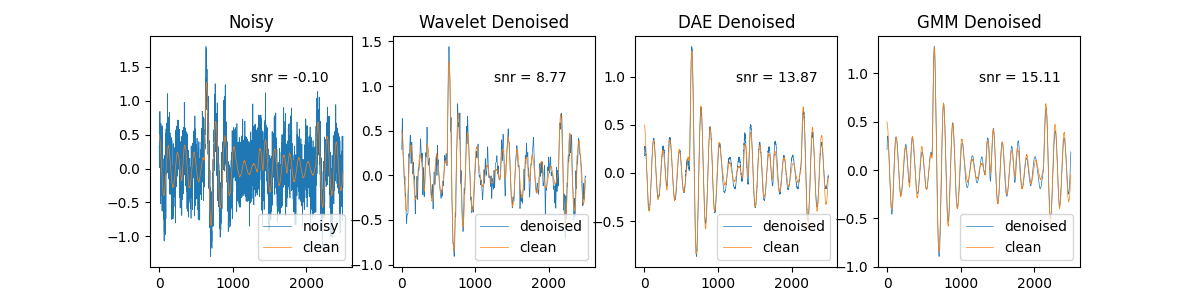 Noisy
Wavelet Denoised
DAE Denoised
GMM Denoised
snr = -0.10
snr = 8.77
snr = 13.87
snr = 15.11
1.5
1.0
0.5
0.0
−0.5
−1.0
1.5
1.0
0.5
0.0
−0.5
−1.0
1.0
0.5
0.0
−0.5
1.0
0.5
0.0
−0.5
−1.0
noisy
clean
denoised
clean
denoised
clean
denoised
clean
0 1000 2000
0 1000 2000
0 1000 2000
0 1000 2000